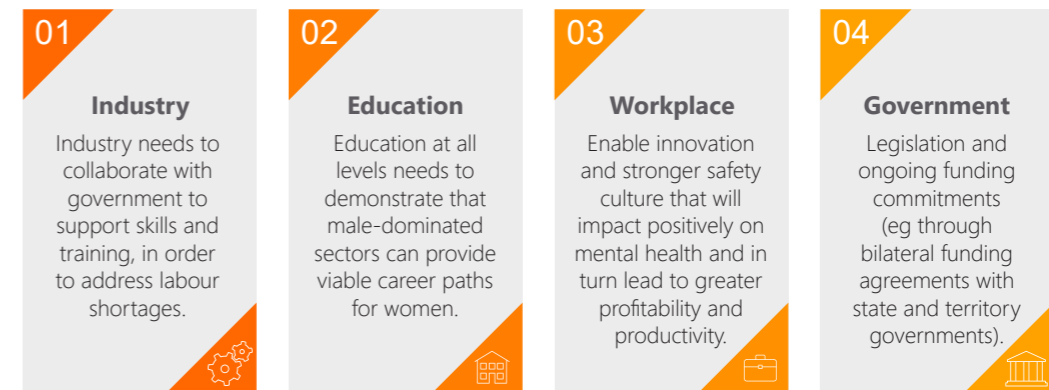 01
Industry
Industry needs to
collaborate with
government to
support skills and
training, in order
to address labour
shortages.
02
Education
Education at all
levels needs to
demonstrate that
male-dominated
sectors can provide
viable career paths
for women.
03
Workplace
Enable innovation
and stronger safety
culture that will
impact positively on
mental health and in
turn lead to greater
profitability and
productivity.
04
Government
Legislation and
ongoing funding
commitments
(eg through
bilateral funding
agreements with
state and territory
governments).